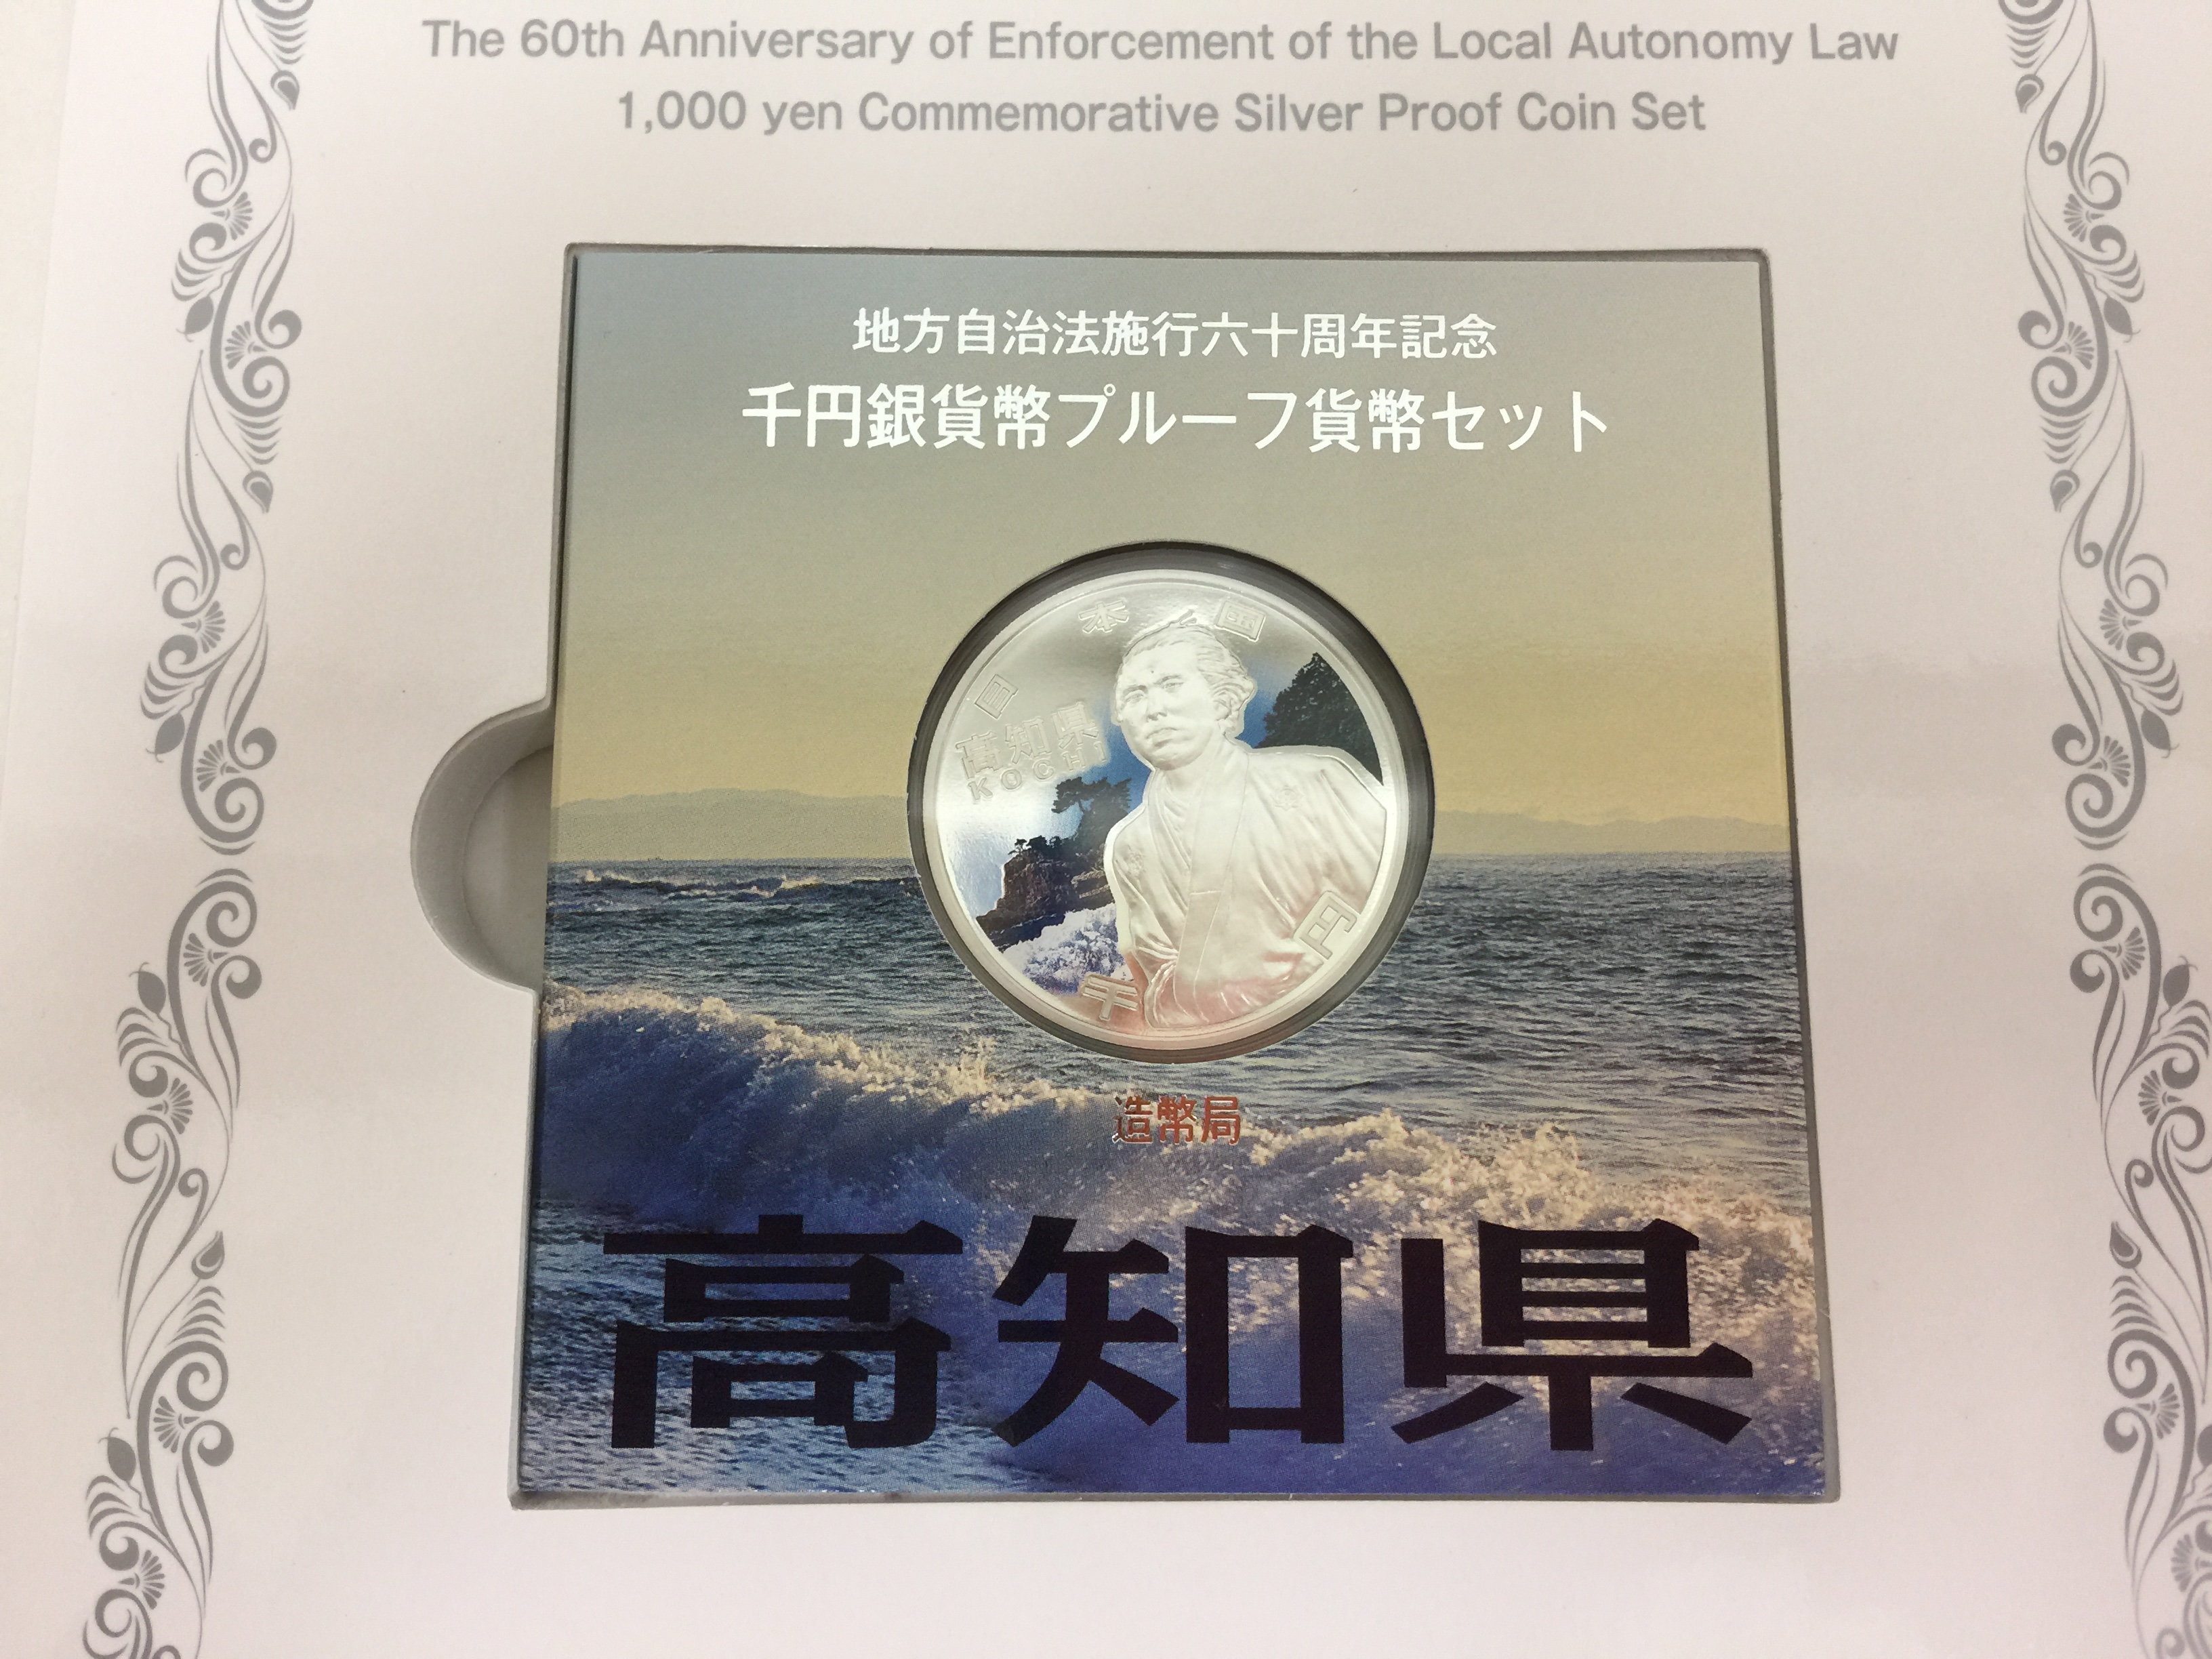 The 60th Anniversary of Enforcement of the Local Autonomy Law
1,000 yen Commemorative Silver Proof Coin Set
地方自治法施行六十周年記念
千円銀貨幣プルーフ貨幣セット
日本国
高知県
KOCHI
千円
造幣局
高知県